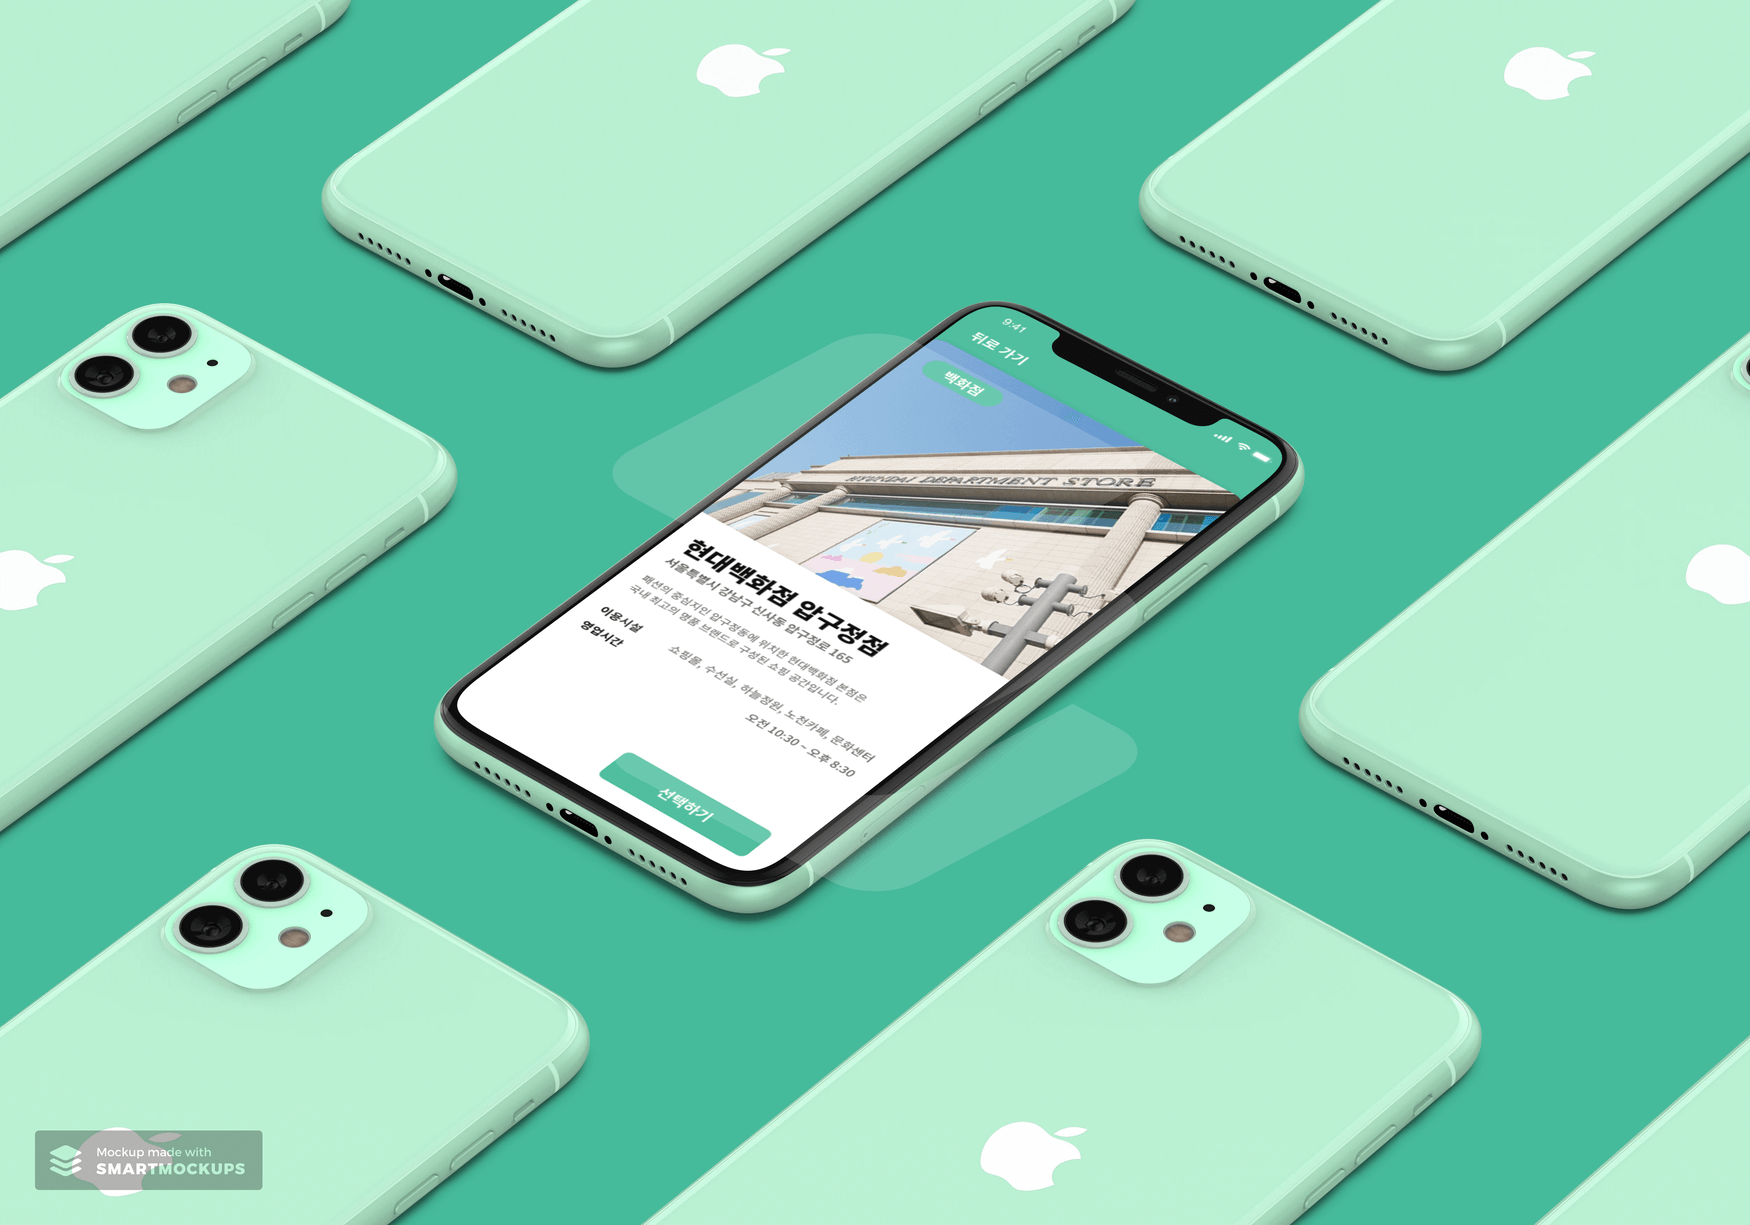 9:41
뒤로 가기
백화점
HYUNDAI DEPARTMENT STORE
현대백화점 압구정점
서울특별시 강남구 신사동 압구정로 165
패션의 중심지인 압구정동에 위치한 현대백화점 본점은
국내 최고의 명품 브랜드로 구성된 쇼핑 공간입니다.
이용시설
쇼핑몰, 수선실, 하늘정원, 노천카페, 문화센터
영업시간
오전 10:30 ~ 오후 8:30
선택하기
Mockup made with
SMARTMOCKUPS